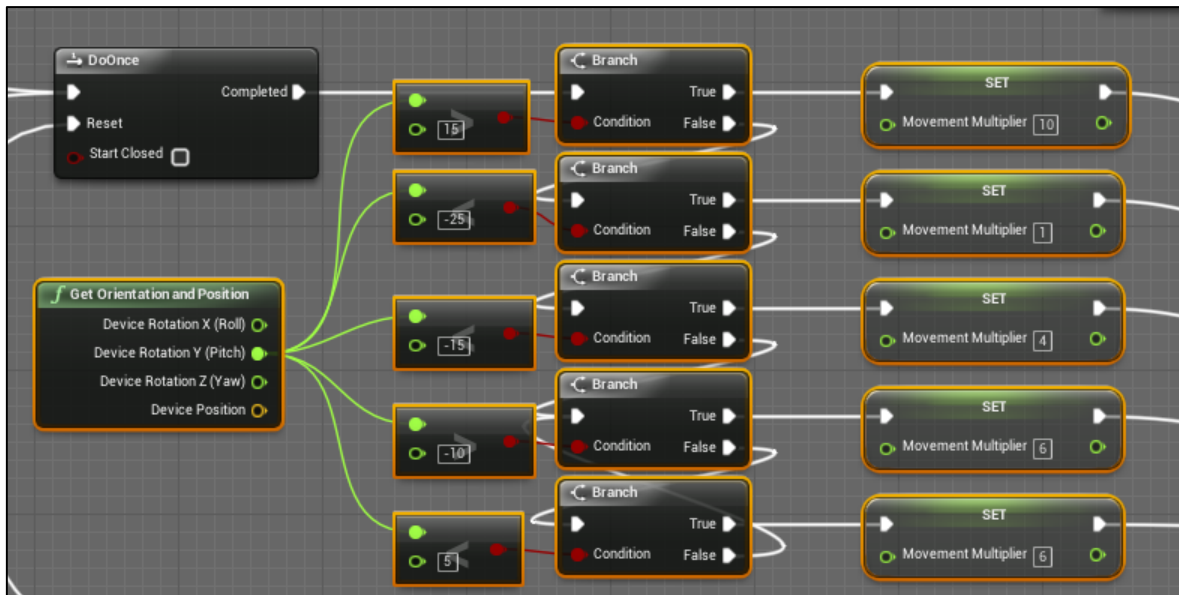 DoOnce
Completed
Reset
Start Closed
Get Orientation and Position
Device Rotation X (Roll)
Device Rotation Y (Pitch)
Device Rotation Z (Yaw)
Device Position
>
15
<
-25
<
-15
>
-10
<
5
Branch
True
Condition False
Branch
True
Condition False
Branch
True
Condition False
Branch
True
Condition False
Branch
True
Condition False
SET
Movement Multiplier 10
SET
Movement Multiplier 1
SET
Movement Multiplier 4
SET
Movement Multiplier 6
SET
Movement Multiplier 6